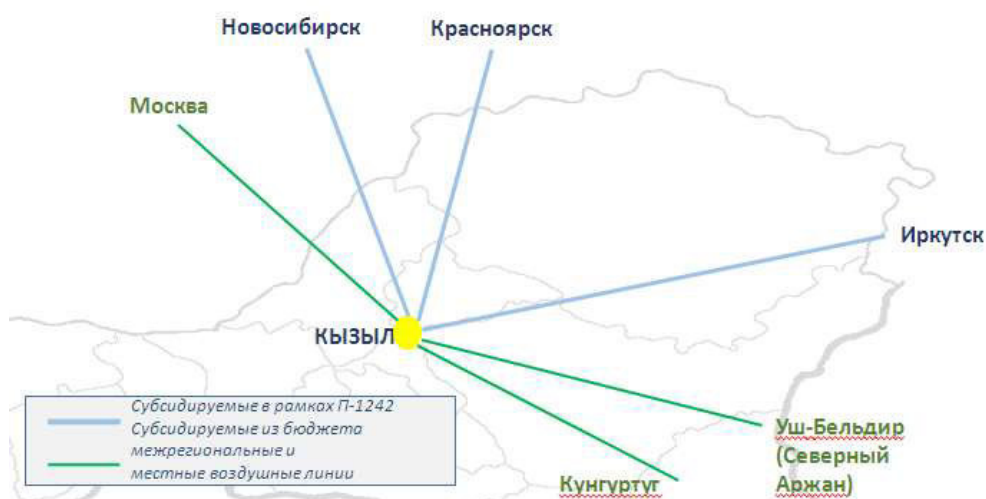 Новосибирск
Красноярск
Москва
Иркутск
КЫЗЫЛ
Субсидируемые в рамках П-1242
Субсидируемые из бюджета
межрегиональные и
местные воздушные линии
Уш-Бельдир
(Северный
Аржан)
Кунгуртуг